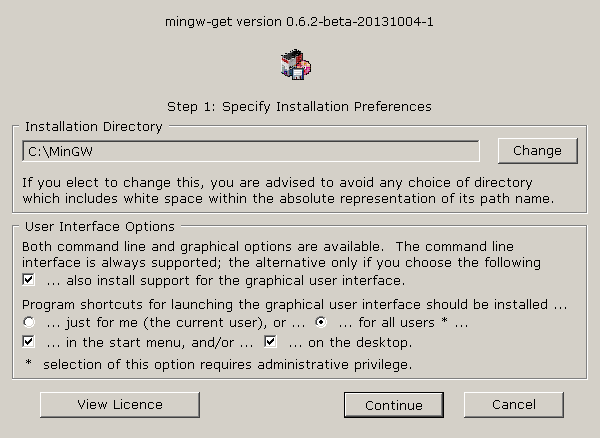 mingw-get version 0.6.2-beta-20131004-1
Step 1: Specify Installation Preferences
Installation Directory
C:\MinGW
Change
If you elect to change this, you are advised to avoid any choice of directory
which includes white space within the absolute representation of its path name.
User Interface Options
Both command line and graphical options are available.  The command line
interface is always supported; the alternative only if you choose the following
... also install support for the graphical user interface.
Program shortcuts for launching the graphical user interface should be installed ...
... just for me (the current user), or ... ... for all users * ...
... in the start menu, and/or ... ... on the desktop.
*  selection of this option requires administrative privilege.
View Licence
Continue
Cancel